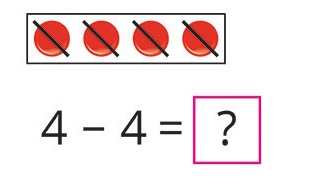 4 – 4 = ?